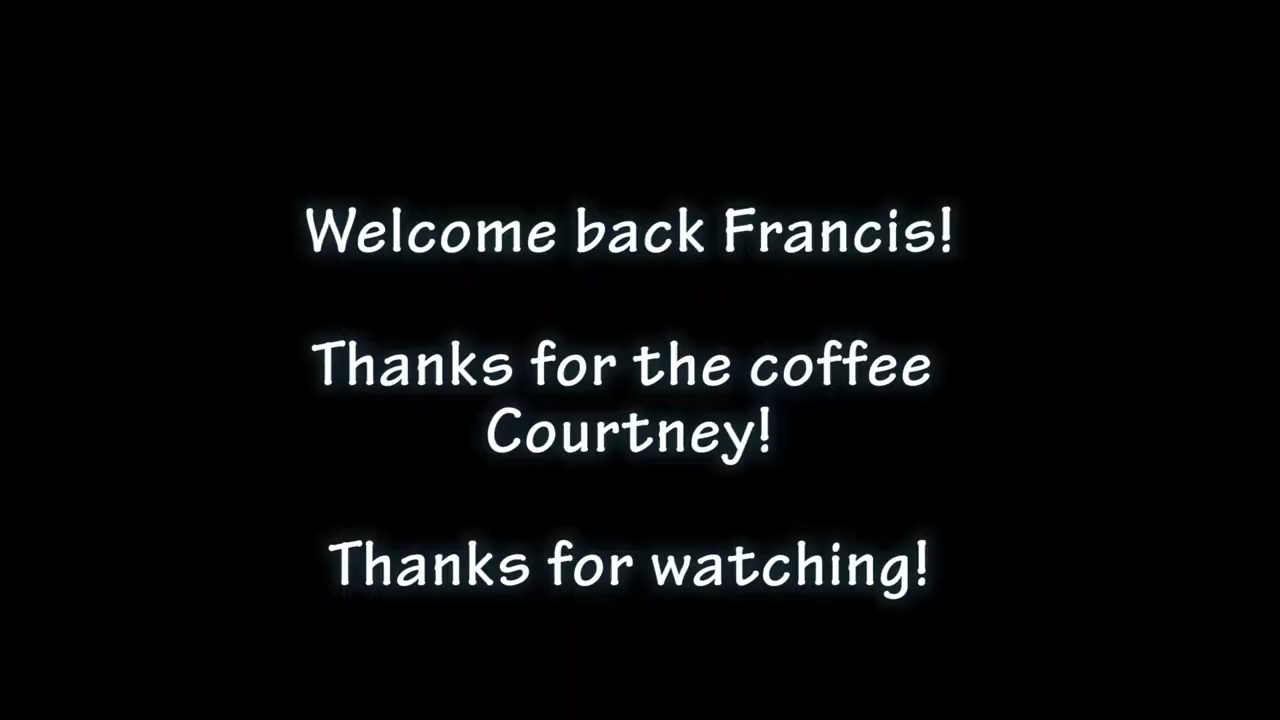 Welcome back Francis!
Thanks for the coffee
Courtney!
Thanks for watching!